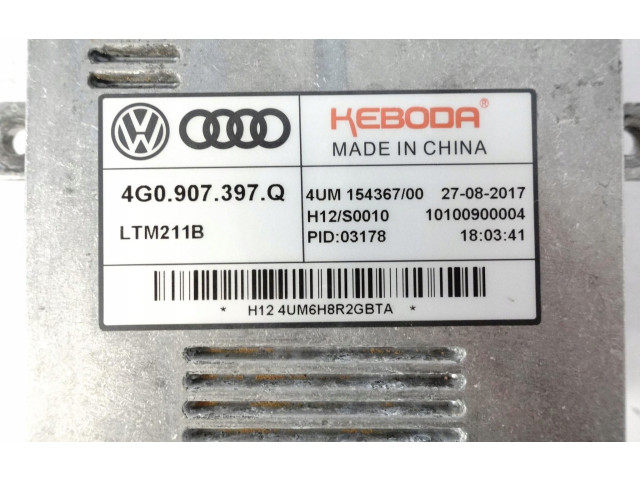 KEBODA®
MADE IN CHINA
4G0.907.397.Q
LTM211B
4UM 154367/00 27-08-2017
H12/S0010 10100900004
PID:03178 18:03:41
* H12 4UM6H8R2GBTA *